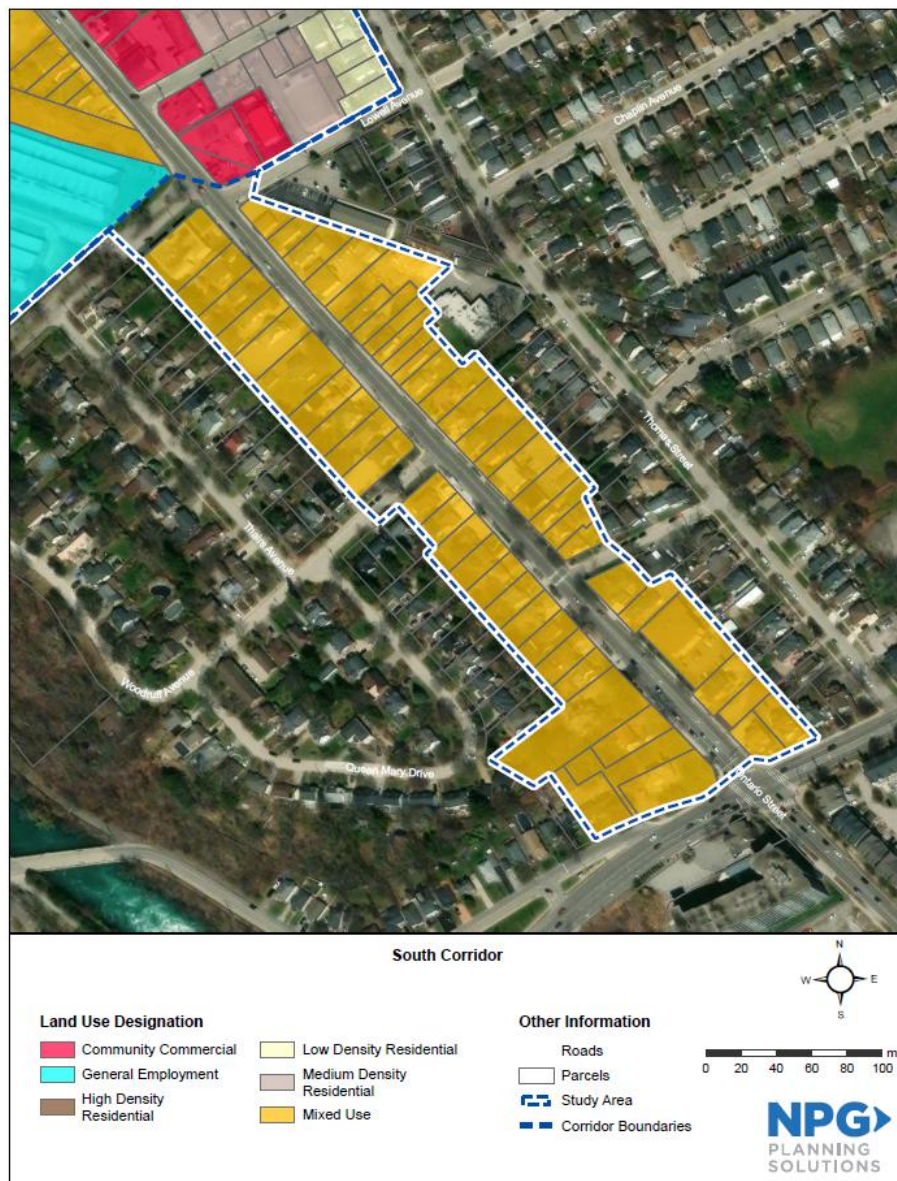 Lowell Avenue
Chaplin Avenue
Thomas Street
Thairs Avenue
Woodruff Avenue
Queen Mary Drive
Ontario Street
South Corridor
N
W E
S
Land Use Designation
Community Commercial
General Employment
High Density
Residential
Low Density Residential
Medium Density
Residential
Mixed Use
Other Information
Roads
Parcels
Study Area
Corridor Boundaries
m
0 20 40 60 80 100
NPG
PLANNING
SOLUTIONS